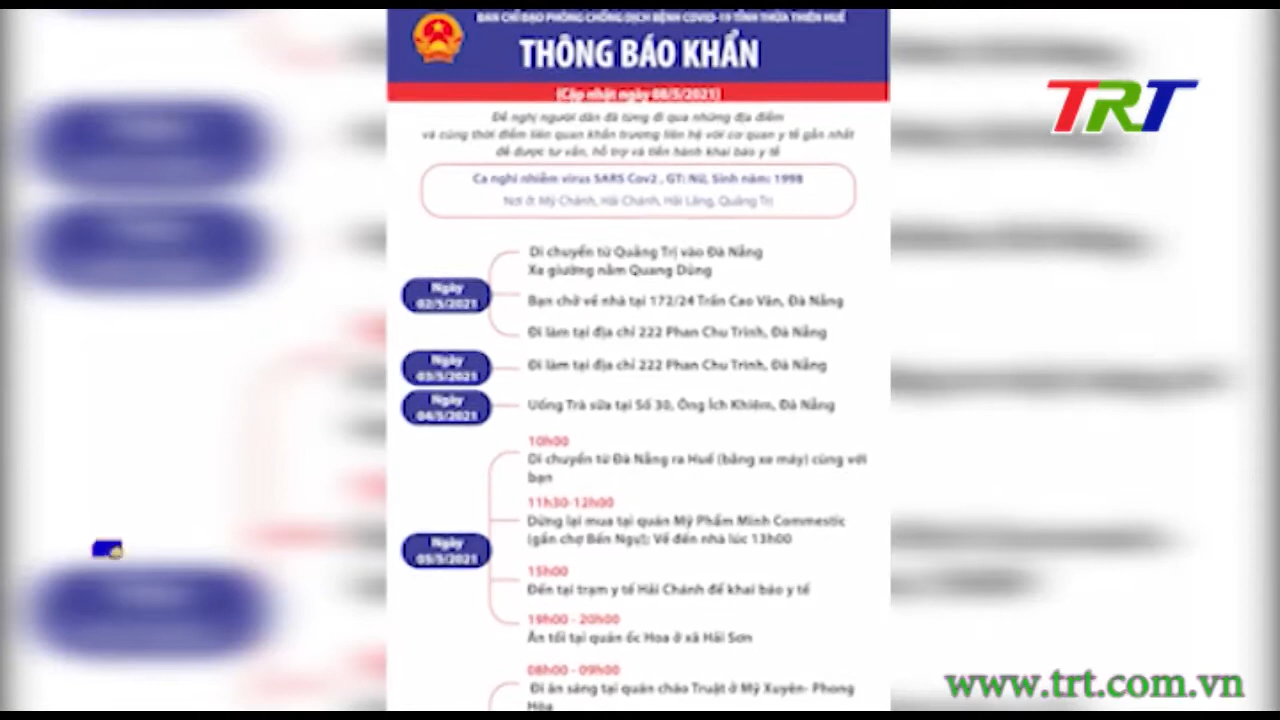 BAN CHỈ ĐẠO PHÒNG CHỐNG DỊCH BỆNH COVID-19 TỈNH THỪA THIÊN HUẾ
THÔNG BÁO KHẨN
(Cập nhật ngày 08/5/2021)
TRT
Đề nghị người dân đã từng đi qua những địa điểm
và cùng thời điểm liên quan khẩn trương liên hệ với cơ quan y tế gần nhất
để được tư vấn, hỗ trợ và tiến hành khai báo y tế
Ca nghi nhiễm virus SARS Cov2 , GT: Nữ, Sinh năm: 1998
Nơi ở: Mỹ Chánh, Hải Chánh, Hải Lăng, Quảng Trị
Ngày
02/5/2021
Di chuyển từ Quảng Trị vào Đà Nẵng
Xe giường nằm Quang Dũng
Bạn chở về nhà tại 172/24 Trần Cao Vân, Đà Nẵng
Đi làm tại địa chỉ 222 Phan Chu Trinh, Đà Nẵng
Ngày
03/5/2021
Đi làm tại địa chỉ 222 Phan Chu Trinh, Đà Nẵng
Ngày
04/5/2021
Uống Trà sữa tại Số 30, Ông Ích Khiêm, Đà Nẵng
Ngày
05/5/2021
10h00
Di chuyển từ Đà Nẵng ra Huế (bằng xe máy) cùng với
bạn
11h30-12h00
Dừng lại mua tại quán Mỹ Phẩm Minh Commestic
(gần chợ Bến Ngự); Về đến nhà lúc 13h00
15h00
Đến tại trạm y tế Hải Chánh để khai báo y tế
19h00 - 20h00
Ăn tối tại quán ốc Hoa ở xã Hải Sơn
08h00 - 09h00
Đi ăn sáng tại quán cháo Truật ở Mỹ Xuyên- Phong
Hòa
www.trt.com.vn